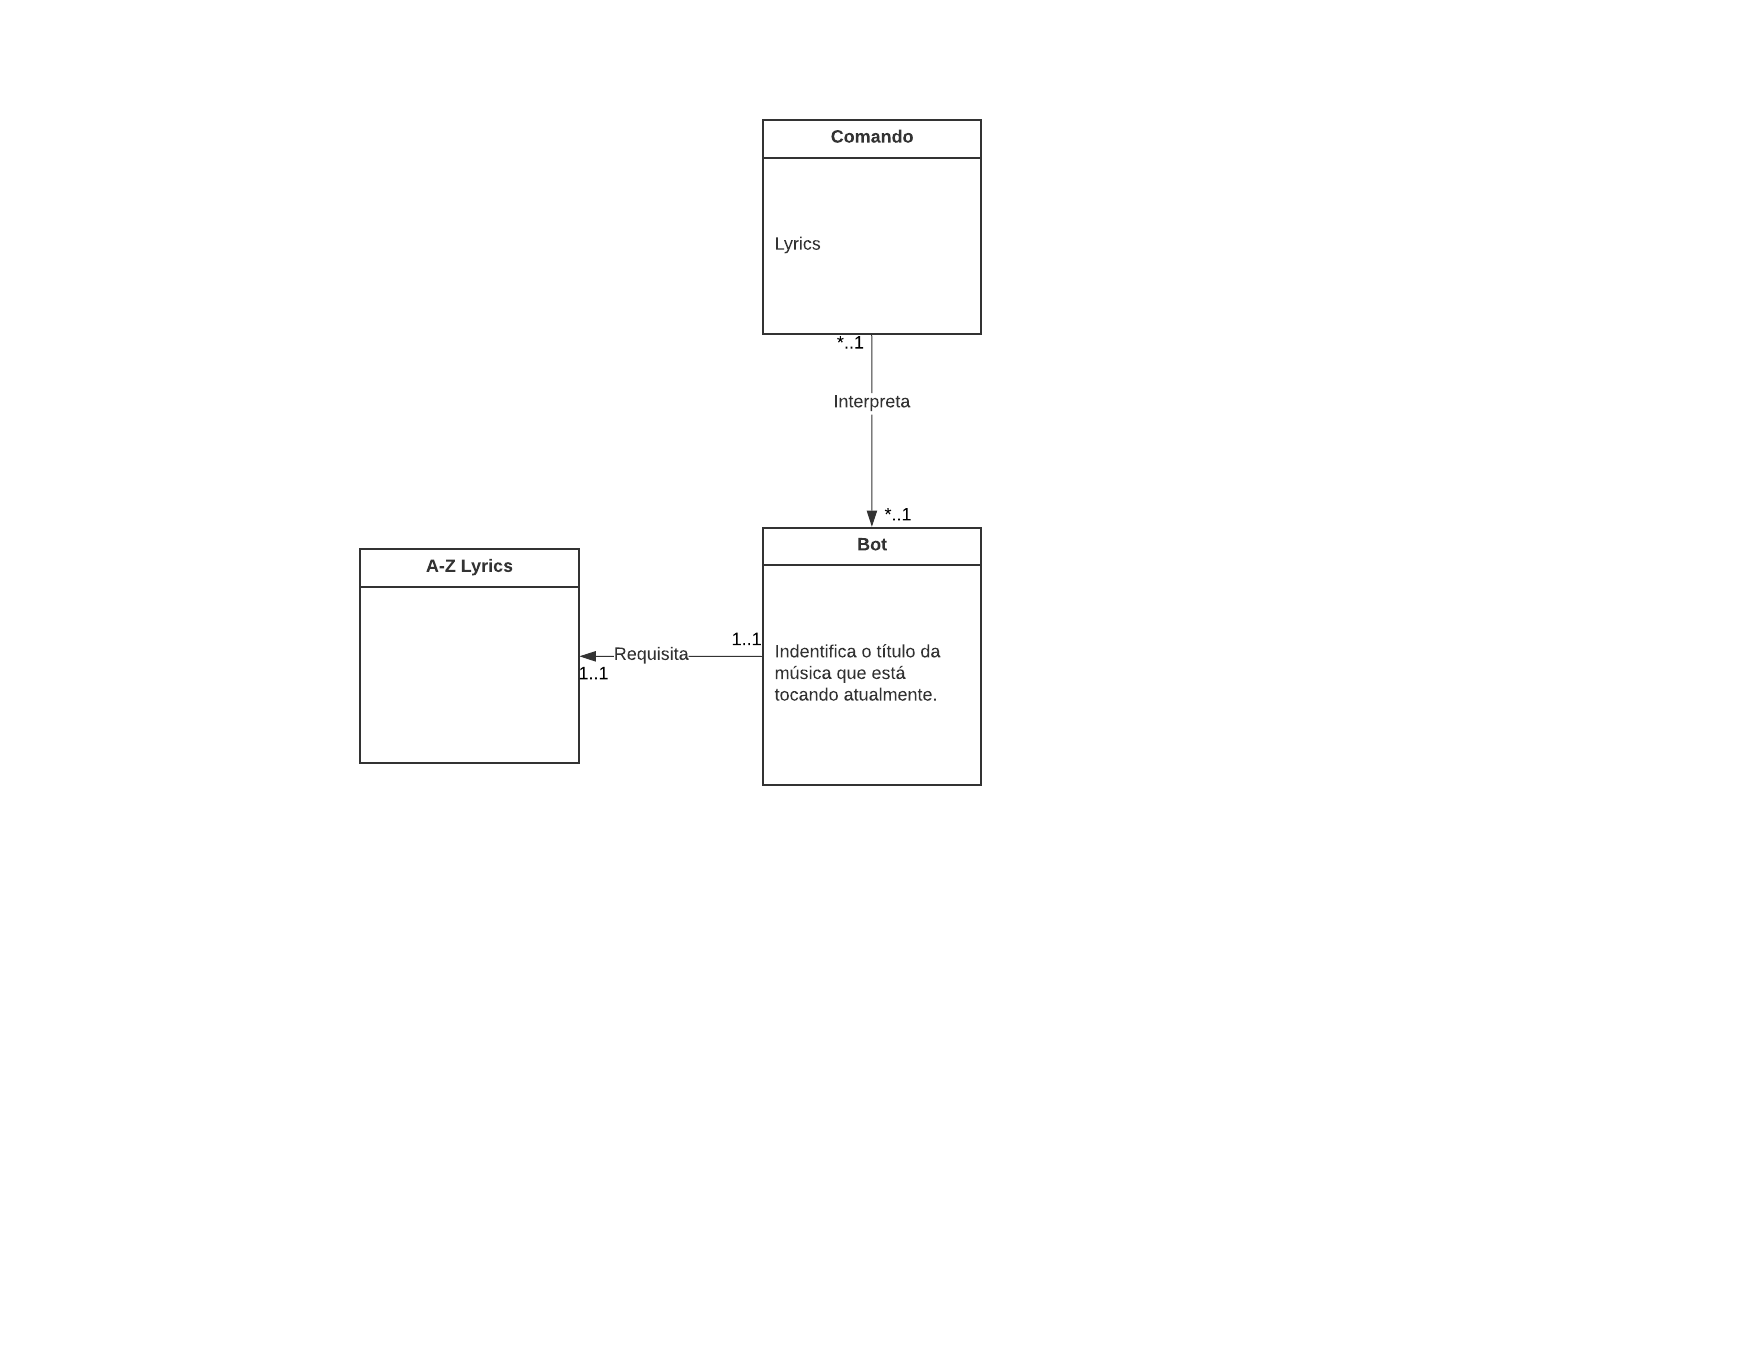 Comando
Lyrics
*..1
Interpreta
*..1
Bot
A-Z Lyrics
1..1
Requisita
1..1
Indentifica o título da
música que está
tocando atualmente.